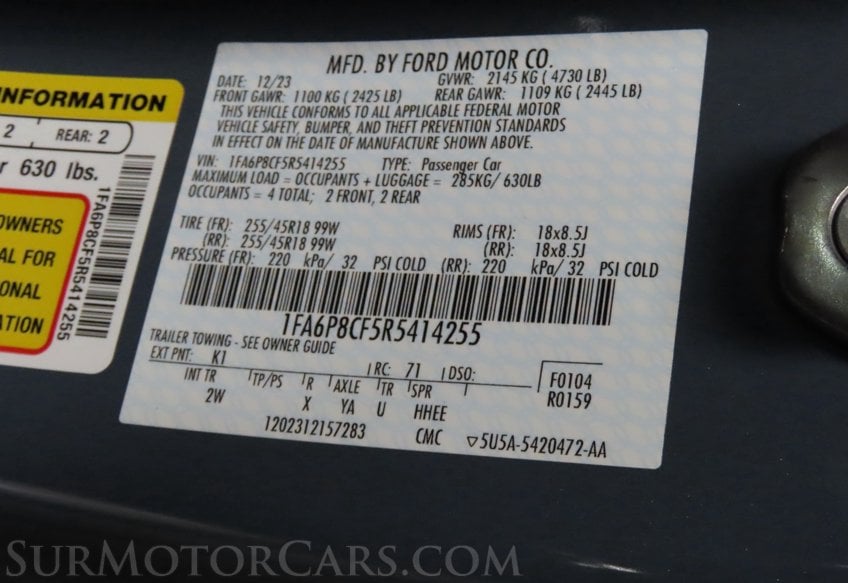 INFORMATION
2 REAR: 2
630 lbs.
OWNERS
AL FOR
ONAL
ATION
1FA6P8CF5R5414255
MFD. BY FORD MOTOR CO.
DATE: 12/23 GVWR: 2145 KG ( 4730 LB)
FRONT GAWR: 1100 KG ( 2425 LB) REAR GAWR: 1109 KG ( 2445 LB)
THIS VEHICLE CONFORMS TO ALL APPLICABLE FEDERAL MOTOR
VEHICLE SAFETY, BUMPER, AND THEFT PREVENTION STANDARDS
IN EFFECT ON THE DATE OF MANUFACTURE SHOWN ABOVE.
VIN: 1FA6P8CF5R5414255 TYPE: Passenger Car
MAXIMUM LOAD = OCCUPANTS + LUGGAGE = 285KG/ 630LB
OCCUPANTS = 4 TOTAL; 2 FRONT, 2 REAR
TIRE (FR): 255/45R18 99W RIMS (FR): 18x8.5J
(RR): 255/45R18 99W (RR): 18x8.5J
PRESSURE (FR): 220 kPa/ 32 PSI COLD (RR): 220 kPa/ 32 PSI COLD
1FA6P8CF5R5414255
TRAILER TOWING - SEE OWNER GUIDE
EXT PNT: K1 RC: 71 DSO: F0104
INT TR TP/PS R AXLE TR SPR R0159
2W X YA U HHEE
1202312157283 CMC ▽5U5A-5420472-AA
SURMOTORCARS.COM